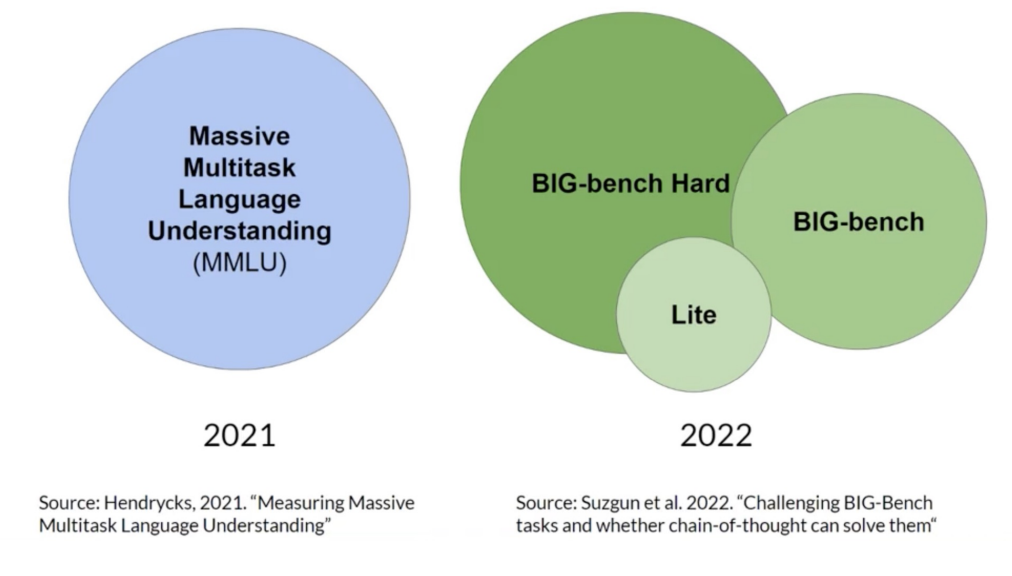 Massive
Multitask
Language
Understanding
(MMLU)
BIG-bench Hard
BIG-bench
Lite
2021
2022
Source: Hendrycks, 2021. “Measuring Massive
Multitask Language Understanding”
Source: Suzgun et al. 2022. “Challenging BIG-Bench
tasks and whether chain-of-thought can solve them“